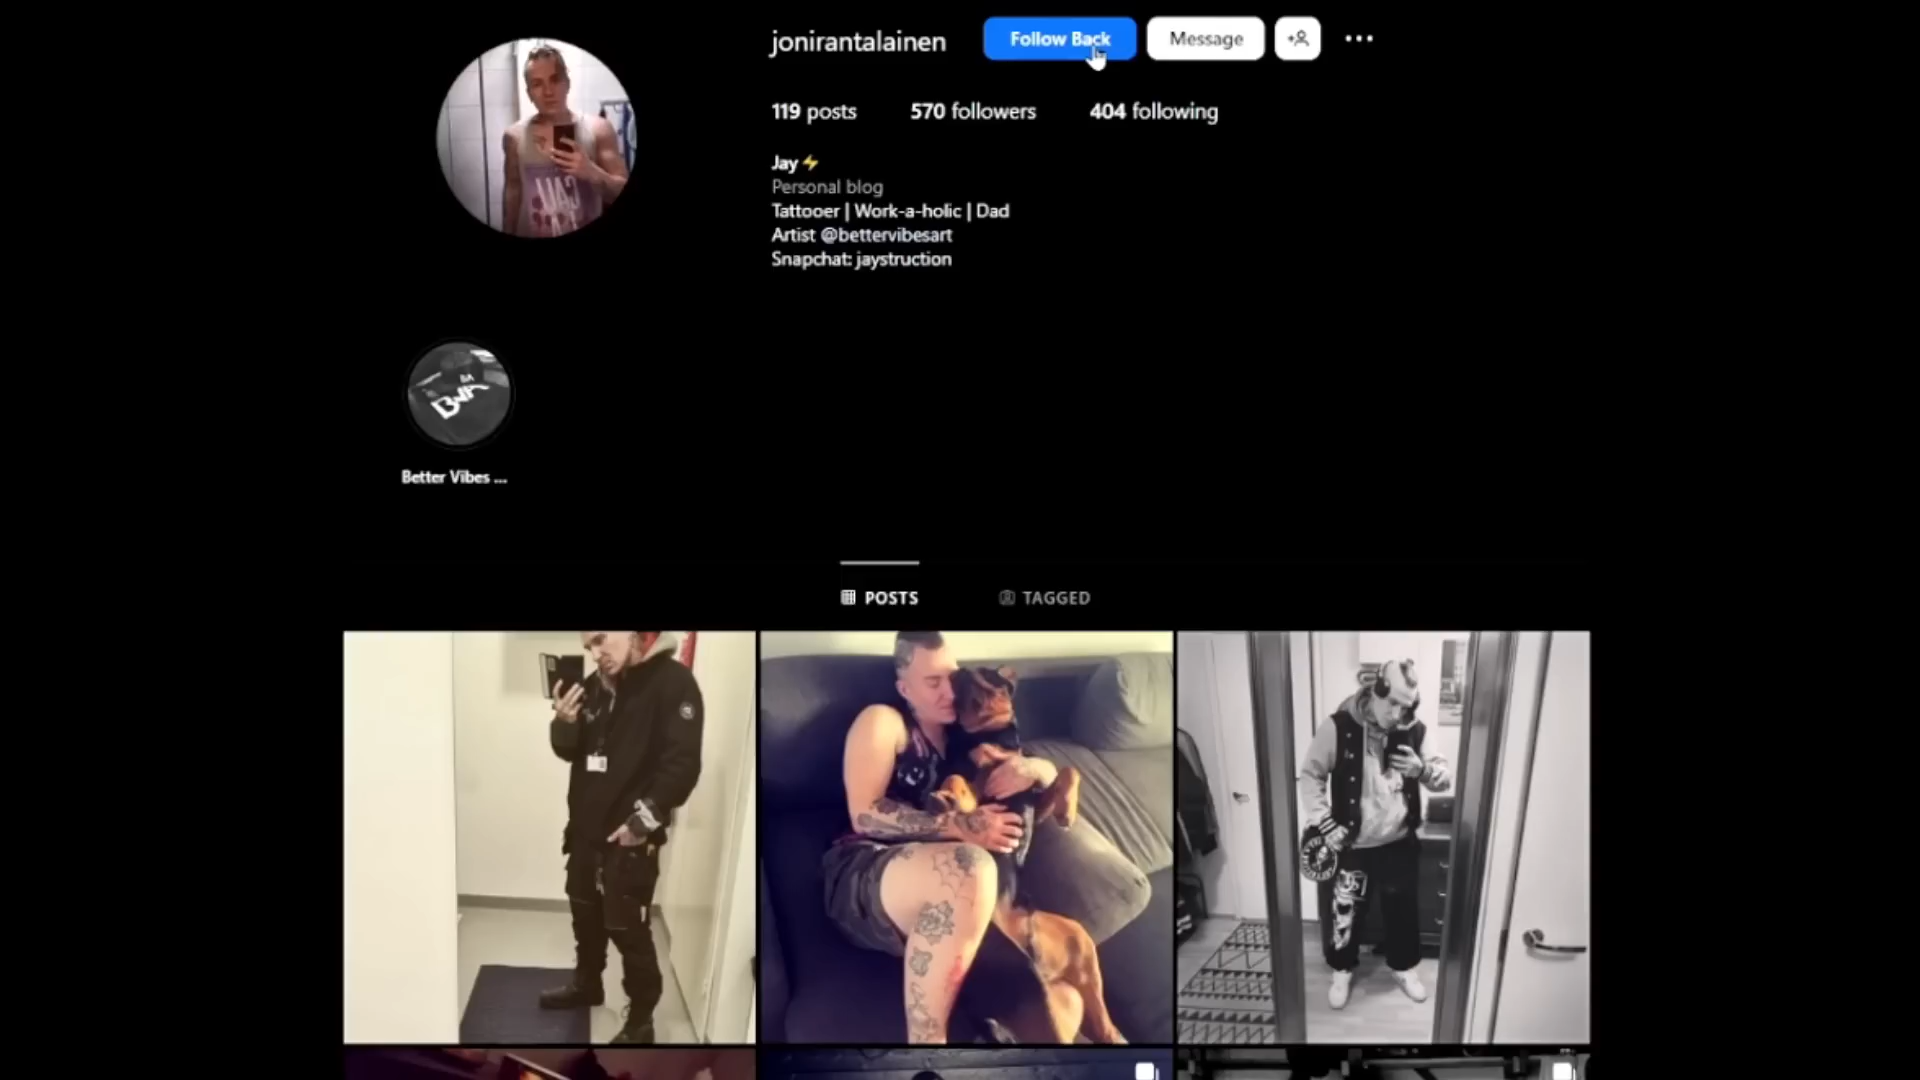 jonirantalainen
Follow Back
Message
119 posts
570 followers
404 following
Jay⚡
Personal blog
Tattooer | Work-a-holic | Dad
Artist @bettervibesart
Snapchat: jaystruction
BVA
Better Vibes ...
POSTS
TAGGED